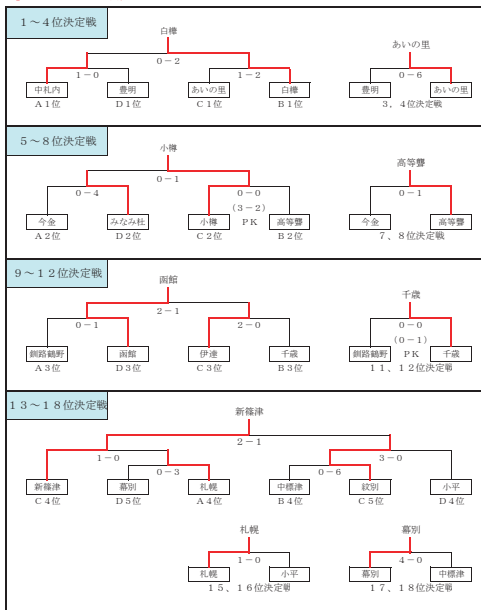 1～4位決定戦
白樺
あいの里
0－2
1－0
1－2
0－6
中札内
豊明
あいの里
白樺
豊明
あいの里
A1位
D1位
C1位
B1位
3，4位決定戦
5～8位決定戦
小樽
高等聾
0－1
0－4
0－0
0－1
(3－2)
今金
みなみ杜
小樽
PK
高等聾
今金
高等聾
A2位
D2位
C2位
B2位
7、8位決定戦
9～12位決定戦
函館
千歳
2－1
0－1
2－0
0－0
(0－1)
釧路鶴野
函館
伊達
千歳
釧路鶴野
PK
千歳
A3位
D3位
C3位
B3位
11、12位決定戦
13～18位決定戦
新篠津
2－1
1－0
3－0
0－3
0－6
新篠津
幕別
札幌
中標津
紋別
小平
C4位
D5位
A4位
B4位
C5位
D4位
札幌
幕別
1－0
4－0
札幌
小平
幕別
中標津
15、16位決定戦
17、18位決定戦